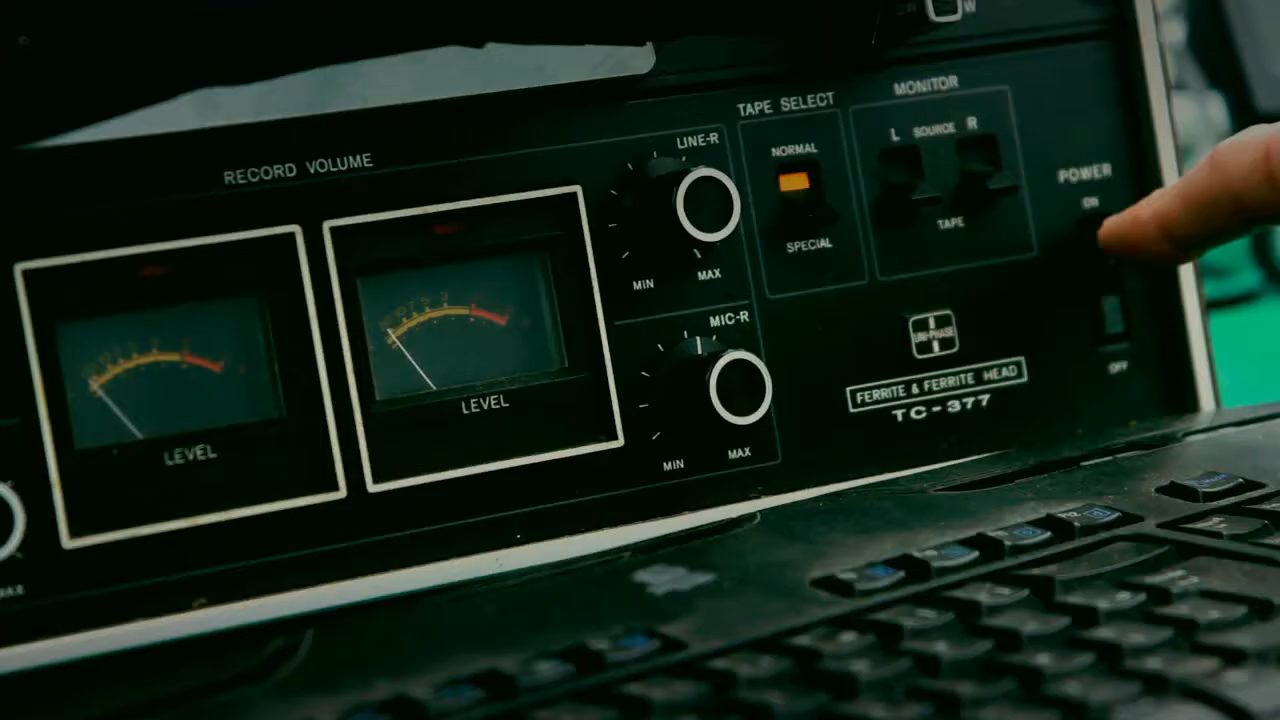 W
RECORD VOLUME
LEVEL
LEVEL
LINE-R
MIN
MAX
MIC-R
MIN
MAX
TAPE SELECT
NORMAL
SPECIAL
MONITOR
L SOURCE R
TAPE
POWER
ON
OFF
UNI-PHASE
FERRITE & FERRITE HEAD
TC-377